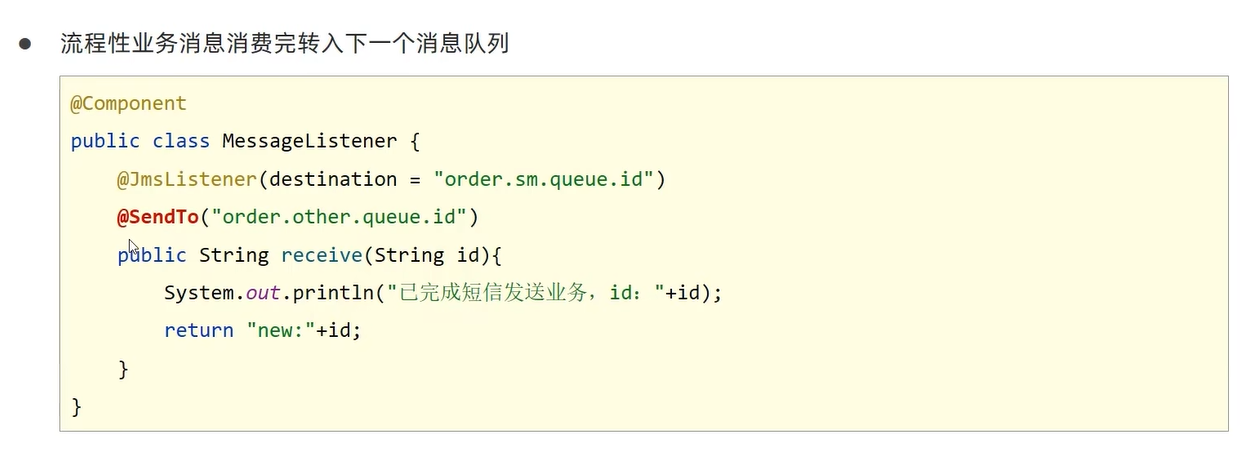 ● 流程性业务消息消费完转入下一个消息队列
@Component
public class MessageListener {
    @JmsListener(destination = "order.sm.queue.id")
    @SendTo("order.other.queue.id")
    public String receive(String id){
        System.out.println("已完成短信发送业务，id："+id);
        return "new:"+id;
    }
}